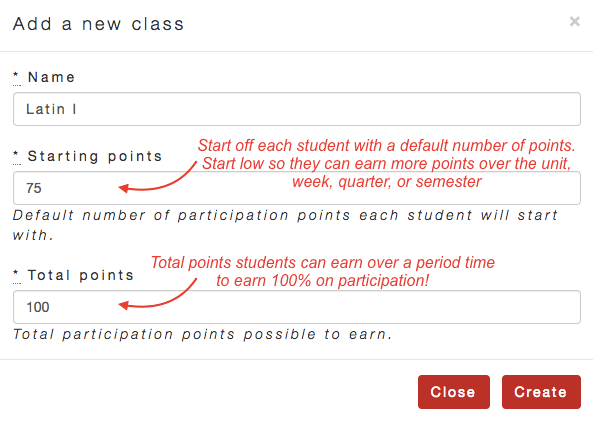 Add a new class
×
* Name
Latin I
* Starting points
Start off each student with a default number of points.
Start low so they can earn more points over the unit,
week, quarter, or semester
75
Default number of participation points each student will start
with.
* Total points
Total points students can earn over a period time
to earn 100% on participation!
100
Total participation points possible to earn.
Close
Create